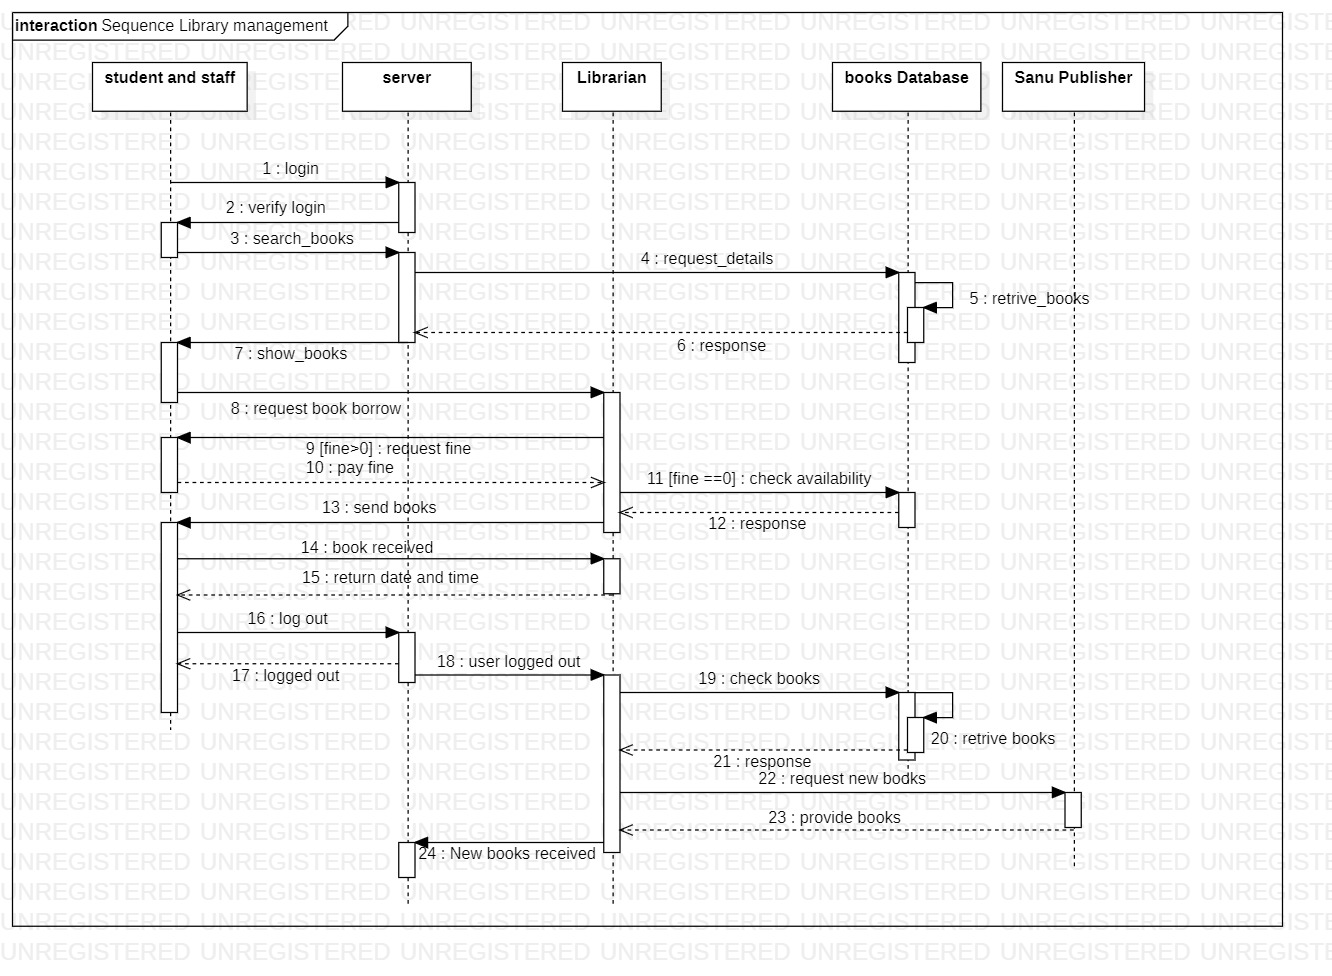 interaction Sequence Library management
student and staff
server
Librarian
books Database
Sanu Publisher
1 : login
2 : verify login
3 : search_books
4 : request_details
5 : retrive_books
6 : response
7 : show_books
8 : request book borrow
9 [fine>0] : request fine
10 : pay fine
11 [fine ==0] : check availability
13 : send books
12 : response
14 : book received
15 : return date and time
16 : log out
18 : user logged out
17 : logged out
19 : check books
20 : retrive books
21 : response
22 : request new books
23 : provide books
24 : New books received
UNREGISTERED